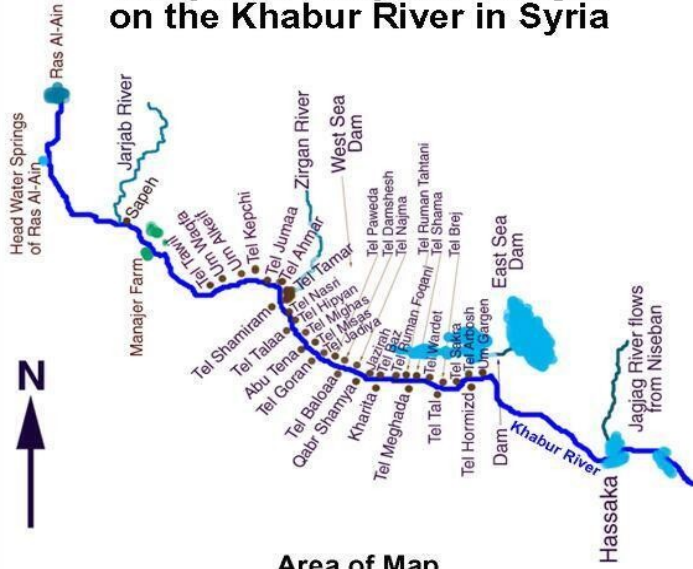 on the Khabur River in Syria
Ras Al-Ain
Head Water Springs
of Ras Al-Ain
Jarjab River
Sapeh
Manajer Farm
Tel Tawil
Um Waqfa
Um Alkeif
Tel Kepchi
Tel Jumaa
Tel Ahmar
Zirgan River
Tel Tamar
West Sea
Dam
Tel Nasri
Tel Hipyan
Tel Mighas
Tel Misas
Tel Jadiya
Tel Paweda
Tel Damshesh
Tel Najma
Jazirah
Tel Baz
Tel Ruman Foqani
Tel Ruman Tahtani
Tel Shama
Tel Wardet
Tel Brej
Tel Sakra
Tel Arbosh
Um Gargen
East Sea
Dam
Tel Shamiram
Tel Talaa
Abu Tena
Tel Goran
Tel Baloaa
Qabr Shamya
Kharita
Tel Meghada
Tel Tal
Tel Hormizd
Dam
Khabur River
Jagjag River flows
from Niseban
Hassaka
N
Area of Map